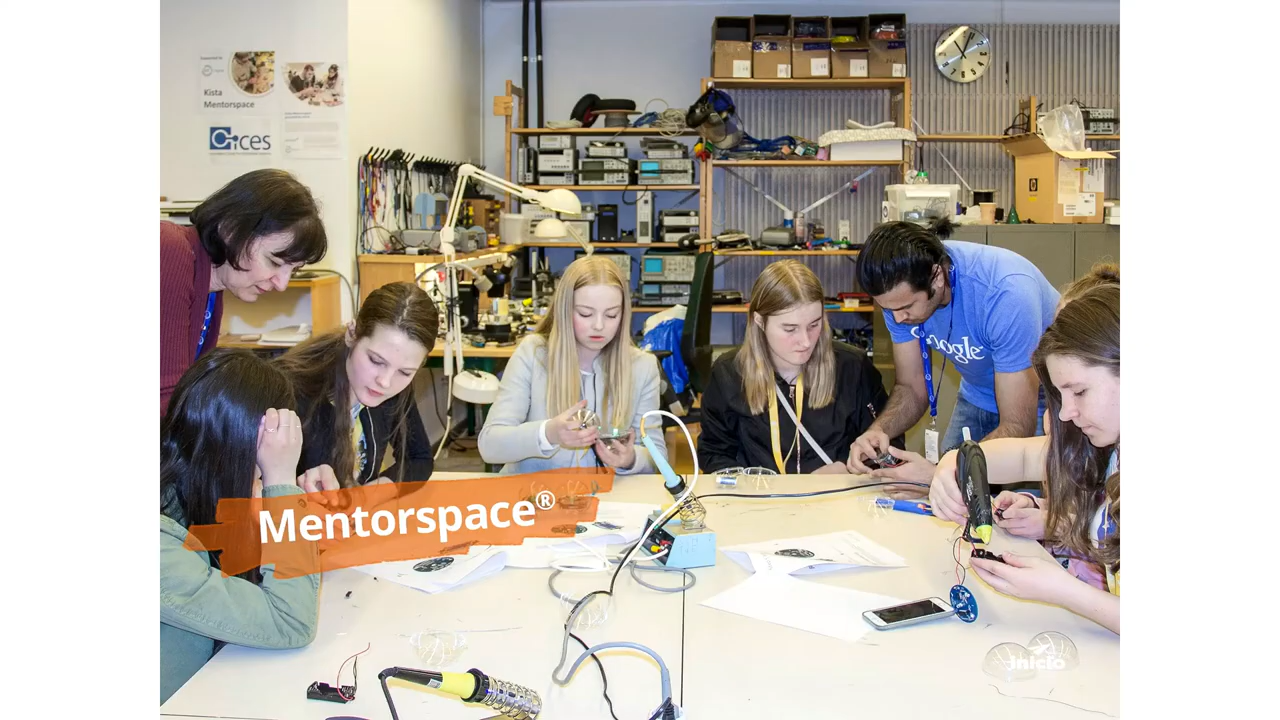 Kista
Mentorspace
Cices
Google
Mentorspace®
inicio